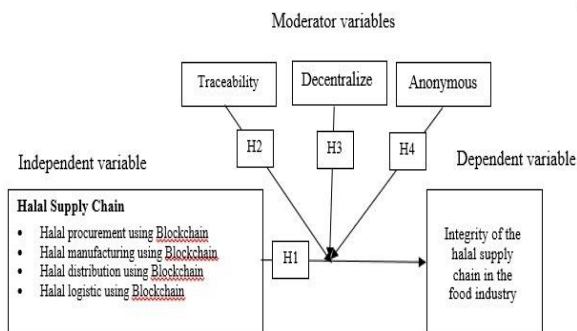 Moderator variables
Traceability
Decentralize
Anonymous
H2
H3
H4
Independent variable
Dependent variable
Halal Supply Chain
• Halal procurement using Blockchain
• Halal manufacturing using Blockchain
• Halal distribution using Blockchain
• Halal logistic using Blockchain
H1
Integrity of the
halal supply
chain in the
food industry